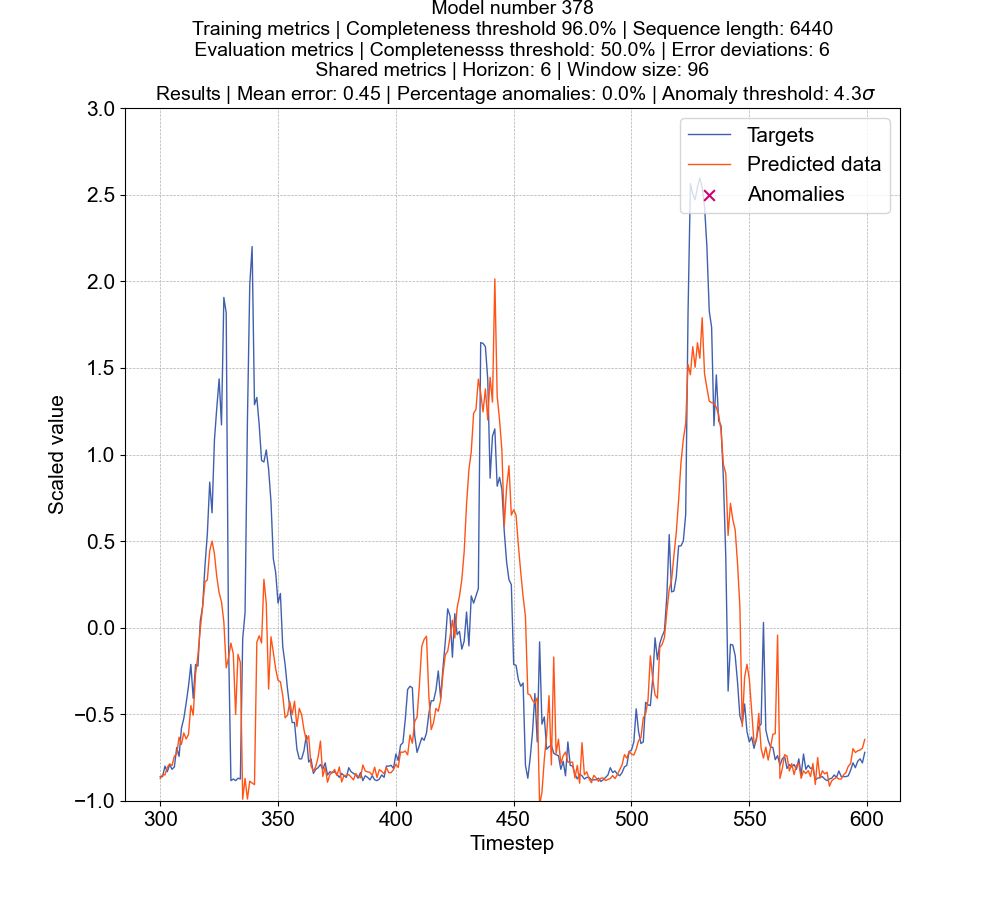 Model number 378
Training metrics | Completeness threshold 96.0% | Sequence length: 6440
Evaluation metrics | Completenesss threshold: 50.0% | Error deviations: 6
Shared metrics | Horizon: 6 | Window size: 96
Results | Mean error: 0.45 | Percentage anomalies: 0.0% | Anomaly threshold: 4.3σ
3.0
2.5
2.0
1.5
1.0
0.5
0.0
−0.5
−1.0
Scaled value
Targets
Predicted data
Anomalies
300 350 400 450 500 550 600
Timestep